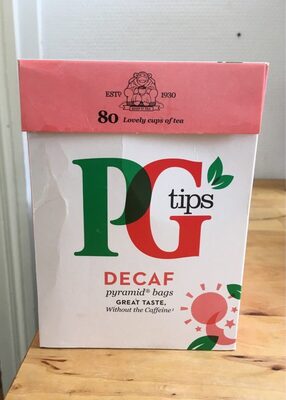 ESTD 1930
80 Lovely cups of tea
PG tips
DECAF
pyramid® bags
GREAT TASTE,
Without the Caffeine